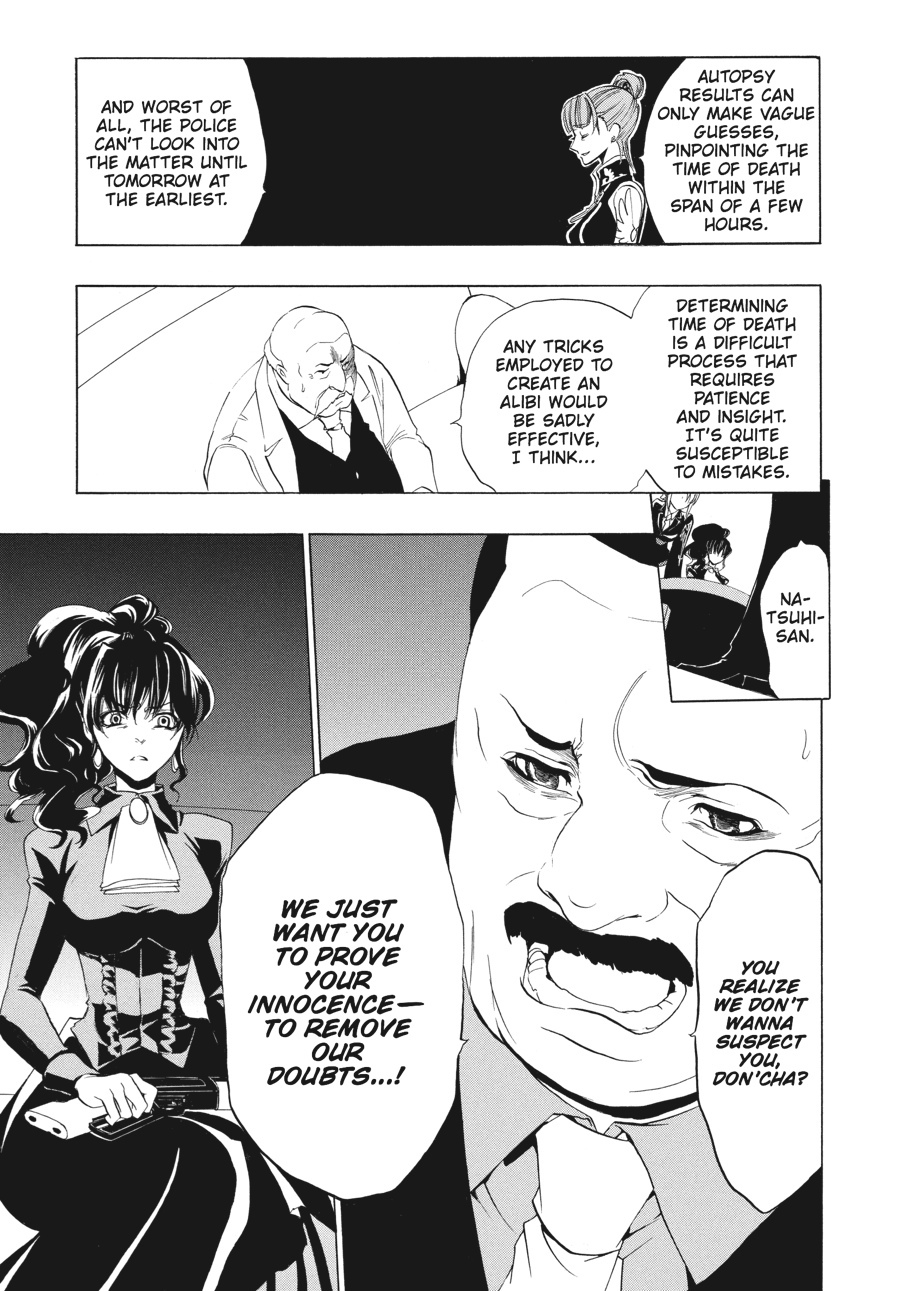 AUTOPSY
RESULTS CAN
ONLY MAKE VAGUE
GUESSES,
PINPOINTING THE
TIME OF DEATH
WITHIN THE
SPAN OF A FEW
HOURS.
AND WORST OF
ALL, THE POLICE
CAN'T LOOK INTO
THE MATTER UNTIL
TOMORROW AT
THE EARLIEST.
DETERMINING
TIME OF DEATH
IS A DIFFICULT
PROCESS THAT
REQUIRES
PATIENCE
AND INSIGHT.
IT'S QUITE
SUSCEPTIBLE
TO MISTAKES.
ANY TRICKS
EMPLOYED TO
CREATE AN
ALIBI WOULD
BE SADLY
EFFECTIVE,
I THINK...
NA-
TSUHI-
SAN.
YOU
REALIZE
WE DON'T
WANNA
SUSPECT
YOU,
DON'CHA?
WE JUST
WANT YOU
TO PROVE
YOUR
INNOCENCE—
TO REMOVE
OUR
DOUBTS...!